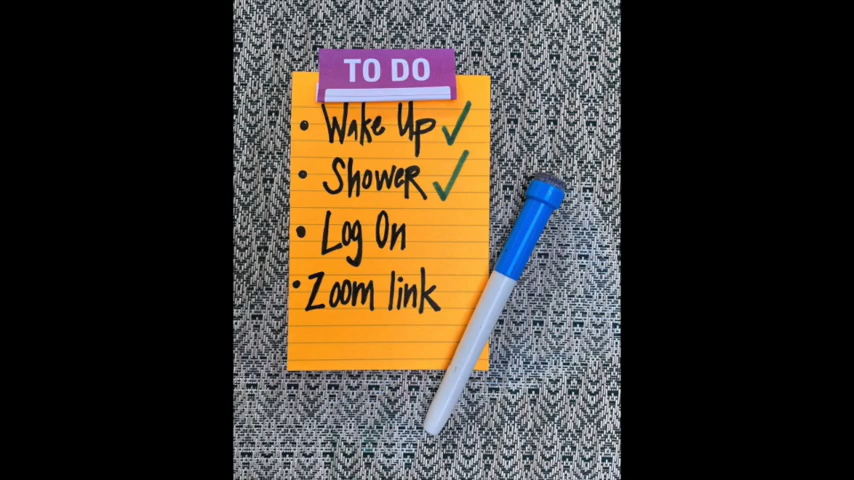 TO DO
• Wake Up ✓
• Shower ✓
• Log On
• Zoom link